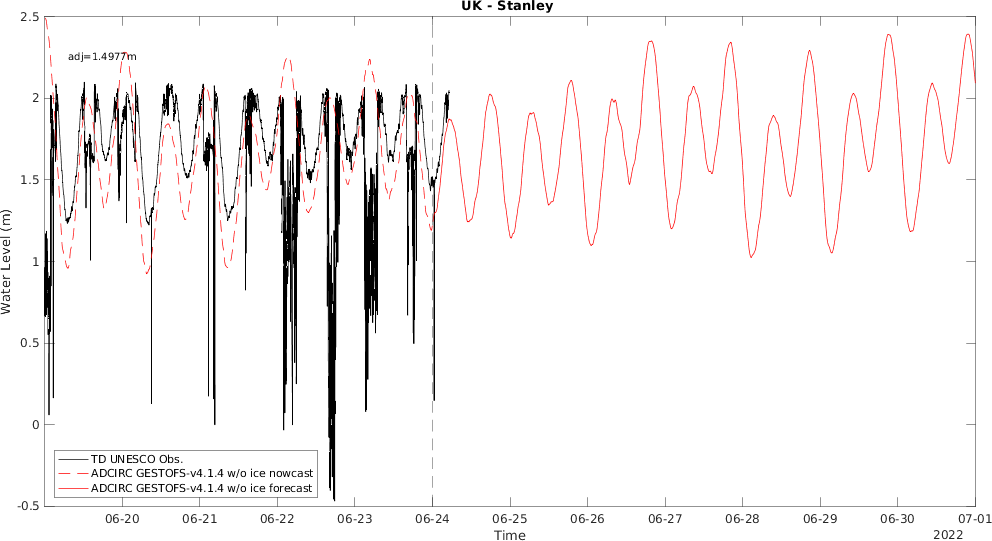 UK - Stanley
adj=1.4977m
Water Level (m)
2.5
2
1.5
1
0.5
0
-0.5
TD UNESCO Obs.
ADCIRC GESTOFS-v4.1.4 w/o ice nowcast
ADCIRC GESTOFS-v4.1.4 w/o ice forecast
06-20 06-21 06-22 06-23 06-24 06-25 06-26 06-27 06-28 06-29 06-30 07-01
Time
2022